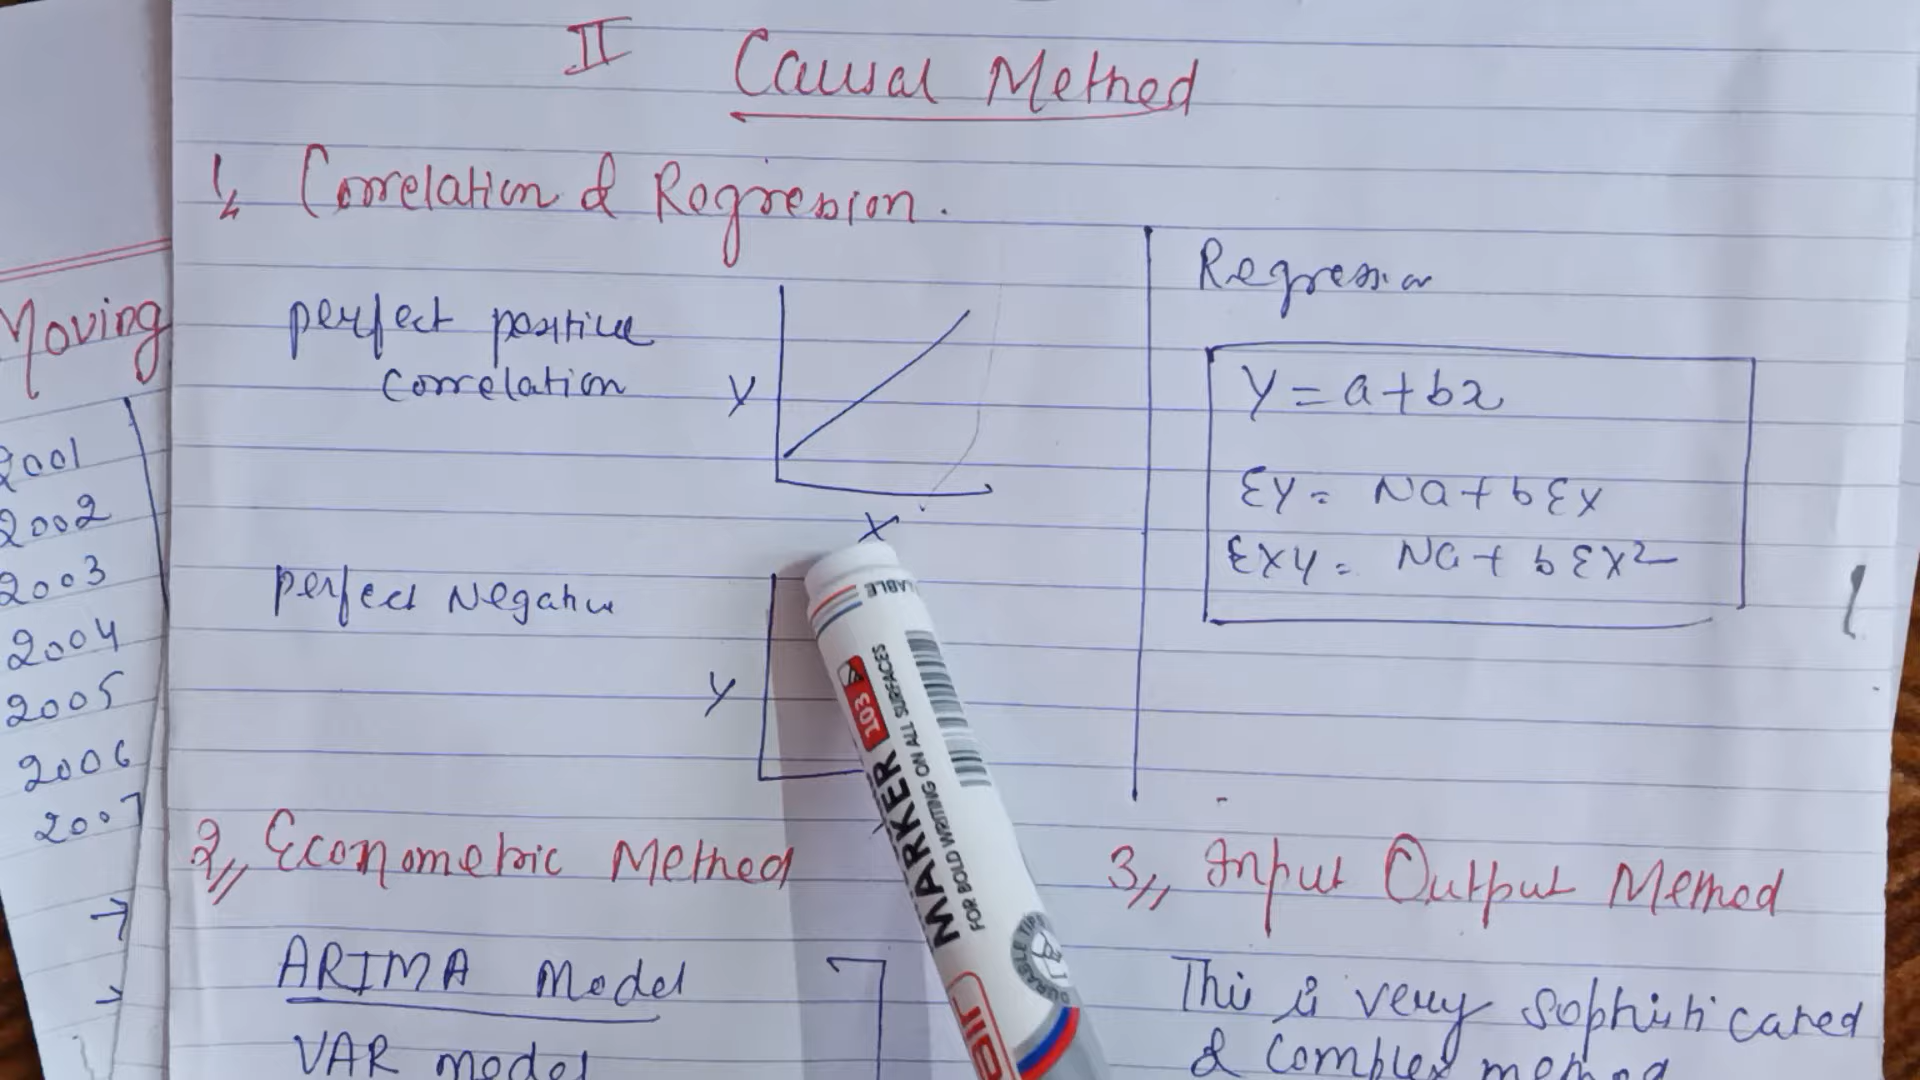 II Causal Method
1,, Correlation & Regression.
perfect positive
correlation
Y
X
perfect Negative
Y
Regression
Y = a + bx
ΣY = Na + bΣX
ΣXY = Na + bΣX2
2,, Econometric Method
ARIMA Model
VAR model
3,, Input Output Method
This is very sophisticated
& complex method
Moving
2001
2002
2003
2004
2005
2006
2007
MARKER 103
FOR BOLD WRITING ON ALL SURFACES